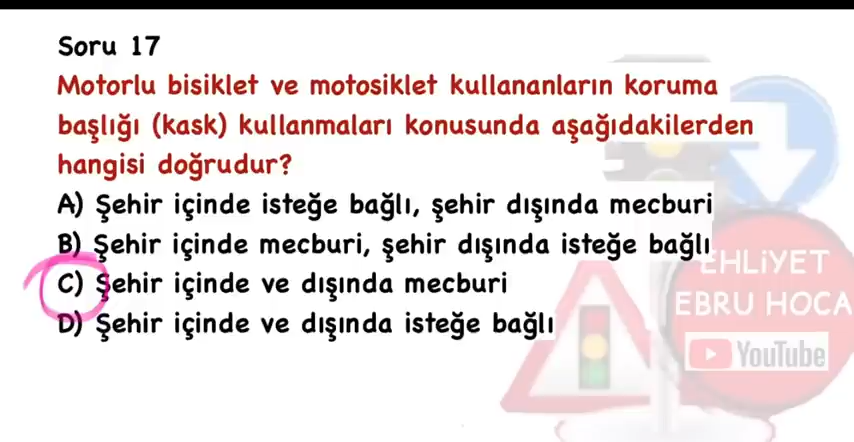 Soru 17
Motorlu bisiklet ve motosiklet kullananların koruma
başlığı (kask) kullanmaları konusunda aşağıdakilerden
hangisi doğrudur?
A) Şehir içinde isteğe bağlı, şehir dışında mecburi
B) Şehir içinde mecburi, şehir dışında isteğe bağlı
C) Şehir içinde ve dışında mecburi
D) Şehir içinde ve dışında isteğe bağlı
EHLİYET
EBRU HOCA
YouTube